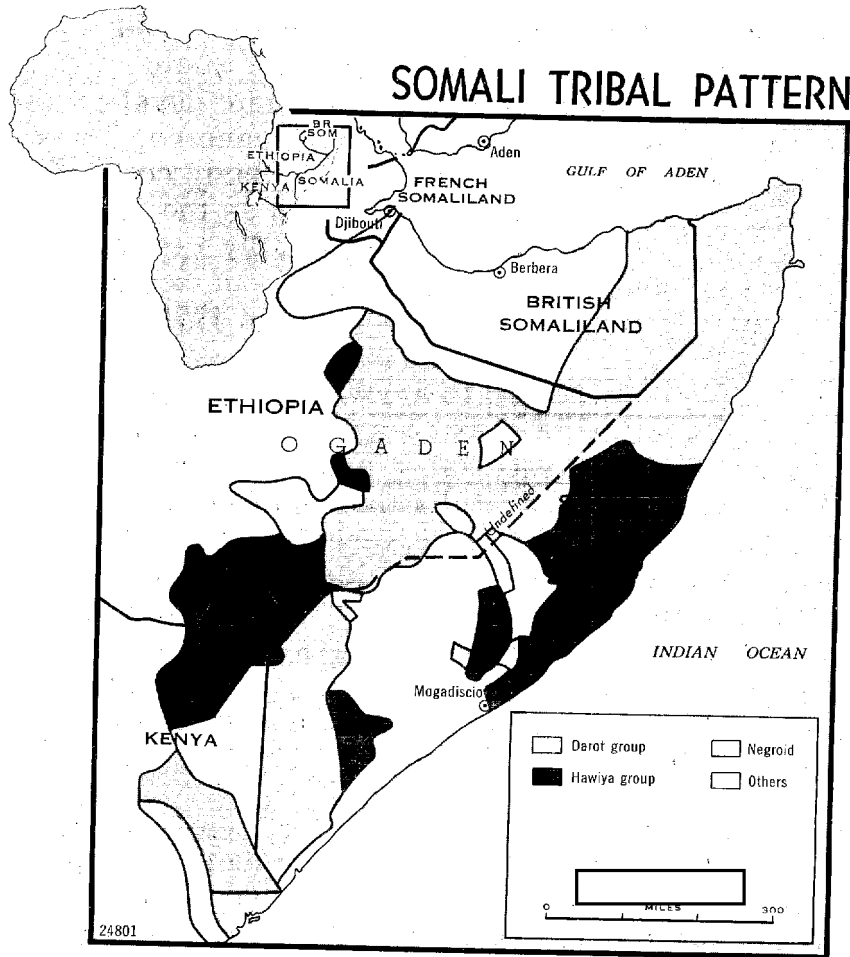 SOMALI TRIBAL PATTERN
BR.
SOM
ETHIOPIA
KENYA
SOMALIA
Aden
GULF OF ADEN
FRENCH
SOMALILAND
Djibouti
Berbera
BRITISH
SOMALILAND
ETHIOPIA
OGADEN
Undefined
INDIAN OCEAN
Mogadiscio
KENYA
Darot group
Negroid
Hawiya group
Others
0 MILES 300
24801